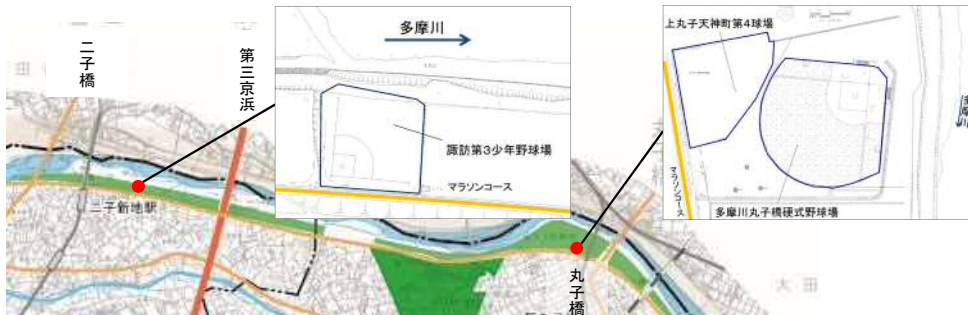 二子橋
第三京浜
多摩川
諏訪第3少年野球場
マラソンコース
上丸子天神町第4球場
多摩川
マラソンコース
多摩川丸子橋硬式野球場
二子新地駅
丸子橋
大田